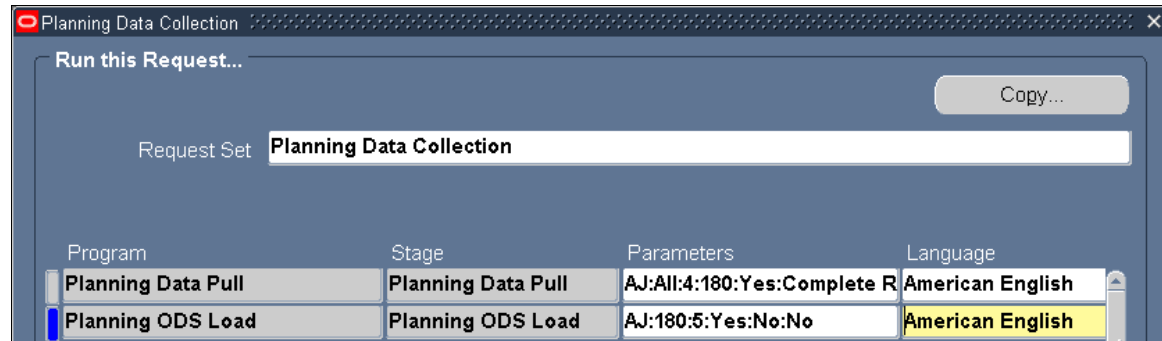 Planning Data Collection
Run this Request...
Copy...
Request Set Planning Data Collection
Program Stage Parameters Language
Planning Data Pull Planning Data Pull AJ:All:4:180:Yes:Complete R American English
Planning ODS Load Planning ODS Load AJ:180:5:Yes:No:No American English